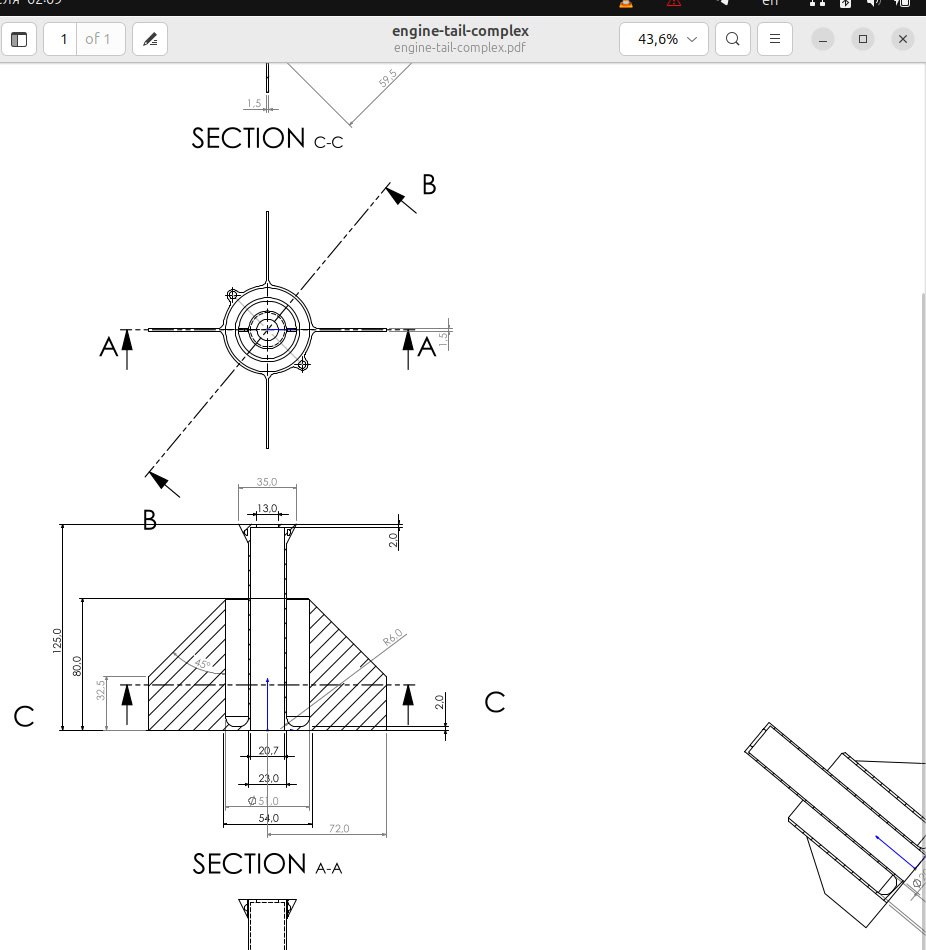 en
1 of 1
engine-tail-complex
engine-tail-complex.pdf
43,6%
59,5
1,5
SECTION C-C
B
A
A
1,5
B
35,0
13,0
2,0
125,0
80,0
32,5
45°
R6,0
2,0
C
C
20,7
23,0
Ø51,0
54,0
72,0
SECTION A-A